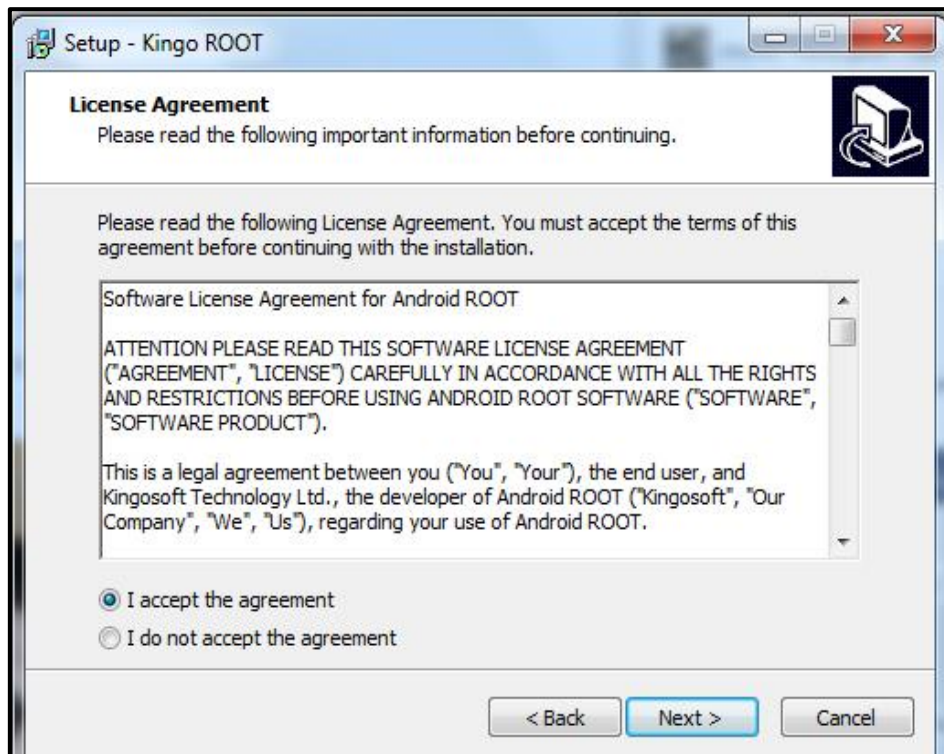 Setup - Kingo ROOT
License Agreement
Please read the following important information before continuing.
Please read the following License Agreement. You must accept the terms of this
agreement before continuing with the installation.
Software License Agreement for Android ROOT
ATTENTION PLEASE READ THIS SOFTWARE LICENSE AGREEMENT
("AGREEMENT", "LICENSE") CAREFULLY IN ACCORDANCE WITH ALL THE RIGHTS
AND RESTRICTIONS BEFORE USING ANDROID ROOT SOFTWARE ("SOFTWARE",
"SOFTWARE PRODUCT").
This is a legal agreement between you ("You", "Your"), the end user, and
Kingosoft Technology Ltd., the developer of Android ROOT ("Kingosoft", "Our
Company", "We", "Us"), regarding your use of Android ROOT.
I accept the agreement
I do not accept the agreement
< Back Next > Cancel